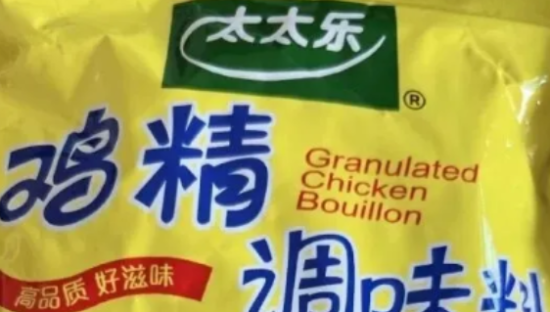 太太乐
®
鸡精
Granulated
Chicken
Bouillon
高品质 好滋味
调味料